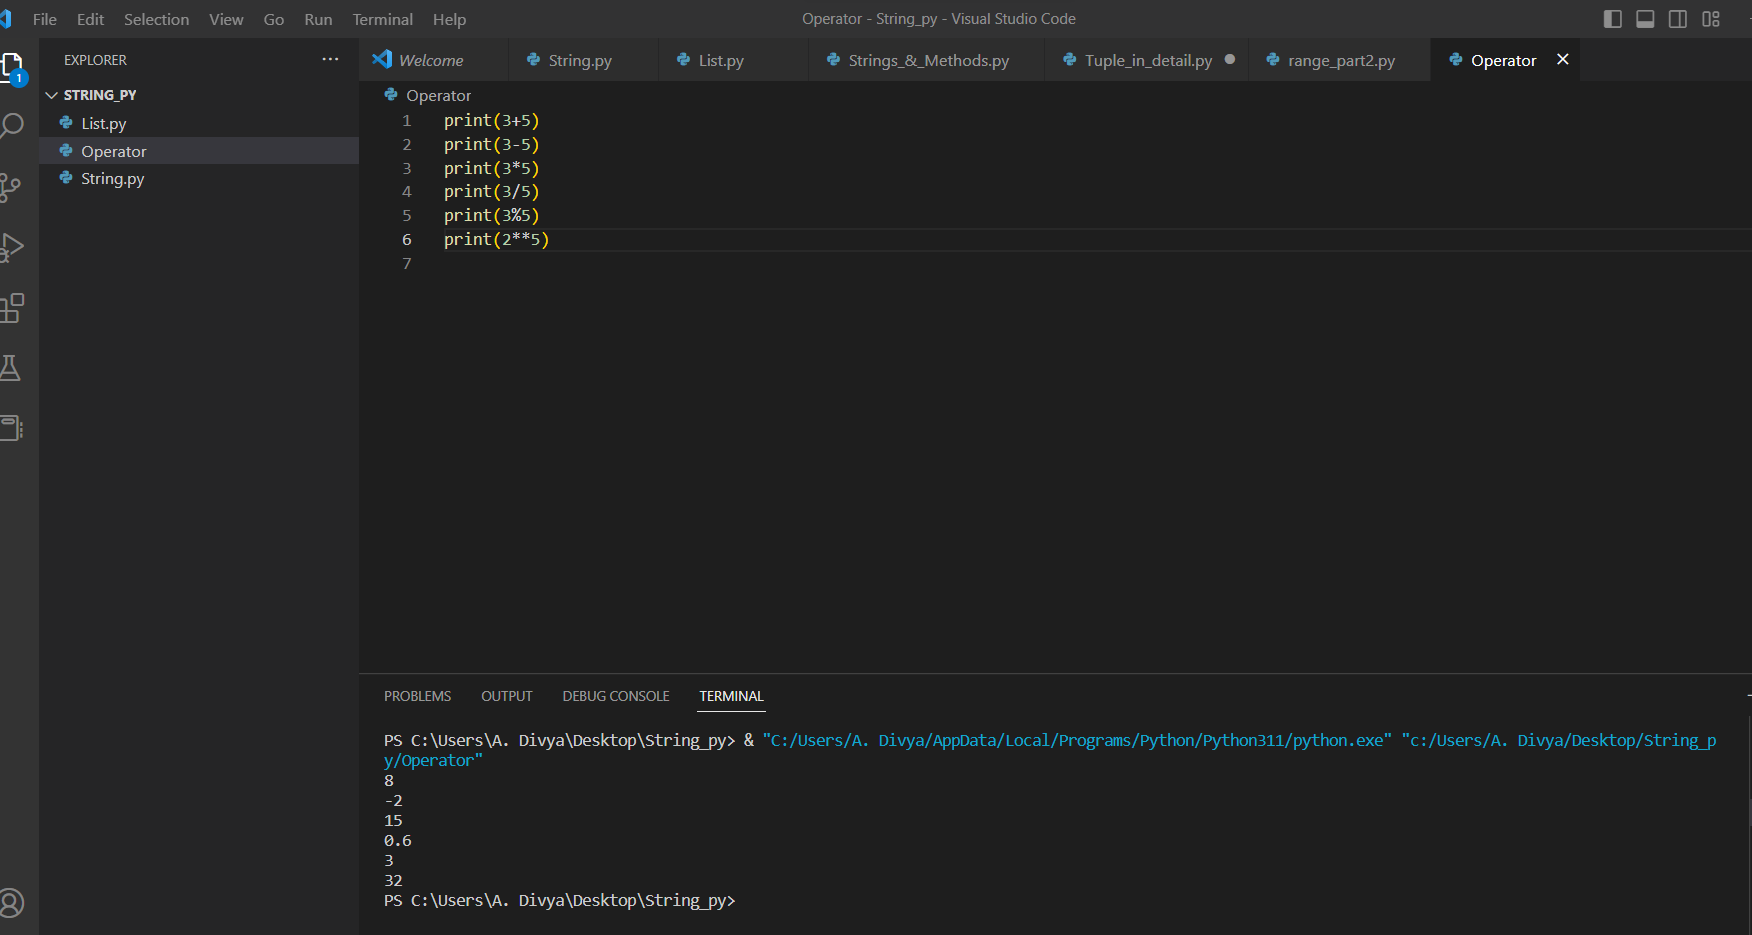 File Edit Selection View Go Run Terminal Help
Operator - String_py - Visual Studio Code
EXPLORER
1
STRING_PY
List.py
Operator
String.py
Welcome String.py List.py Strings_&_Methods.py Tuple_in_detail.py range_part2.py Operator
Operator
1 print(3+5)
2 print(3-5)
3 print(3*5)
4 print(3/5)
5 print(3%5)
6 print(2**5)
7
PROBLEMS OUTPUT DEBUG CONSOLE TERMINAL
PS C:\Users\A. Divya\Desktop\String_py> & "C:/Users/A. Divya/AppData/Local/Programs/Python/Python311/python.exe" "c:/Users/A. Divya/Desktop/String_p
y/Operator"
8
-2
15
0.6
3
32
PS C:\Users\A. Divya\Desktop\String_py>